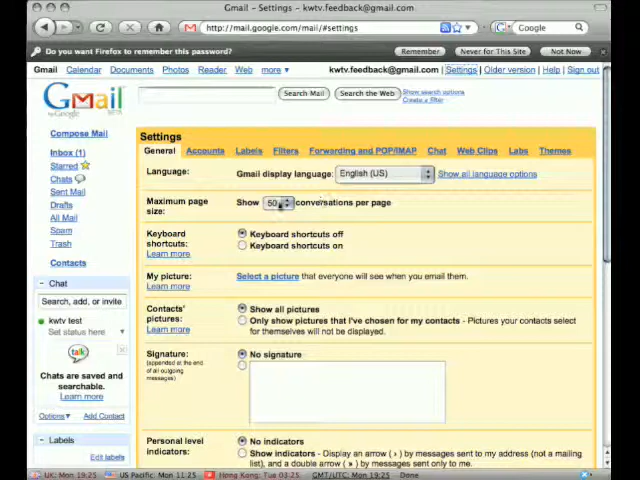 Gmail - Settings - kwtv.feedback@gmail.com
http://mail.google.com/mail/#settings
Google
Do you want Firefox to remember this password?
Remember
Never for This Site
Not Now
Gmail Calendar Documents Photos Reader Web more ▼
kwtv.feedback@gmail.com | Settings | Older version | Help | Sign out
Gmail
by Google
BETA
Search Mail
Search the Web
Show search options
Create a filter
Compose Mail
Inbox (1)
Starred
Chats
Sent Mail
Drafts
All Mail
Spam
Trash
Contacts
Chat
Search, add, or invite
kwtv test
Set status here
talk
Chats are saved and
searchable.
Learn more
Options ▼ Add Contact
Labels
Edit labels
Settings
General Accounts Labels Filters Forwarding and POP/IMAP Chat Web Clips Labs Themes
Language:
Gmail display language: English (US) Show all language options
Maximum page
size:
Show 50 conversations per page
Keyboard
shortcuts:
Learn more
Keyboard shortcuts off
Keyboard shortcuts on
My picture:
Learn more
Select a picture that everyone will see when you email them.
Contacts'
pictures:
Learn more
Show all pictures
Only show pictures that I've chosen for my contacts - Pictures your contacts select
for themselves will not be displayed.
Signature:
(appended at the end
of all outgoing
messages)
No signature
Personal level
indicators:
No indicators
Show indicators - Display an arrow ( › ) by messages sent to my address (not a mailing
list), and a double arrow ( » ) by messages sent only to me.
UK: Mon 19:25 US Pacific: Mon 11:25 Hong Kong: Tue 03:25 GMT/UTC: Mon 19:25 Done